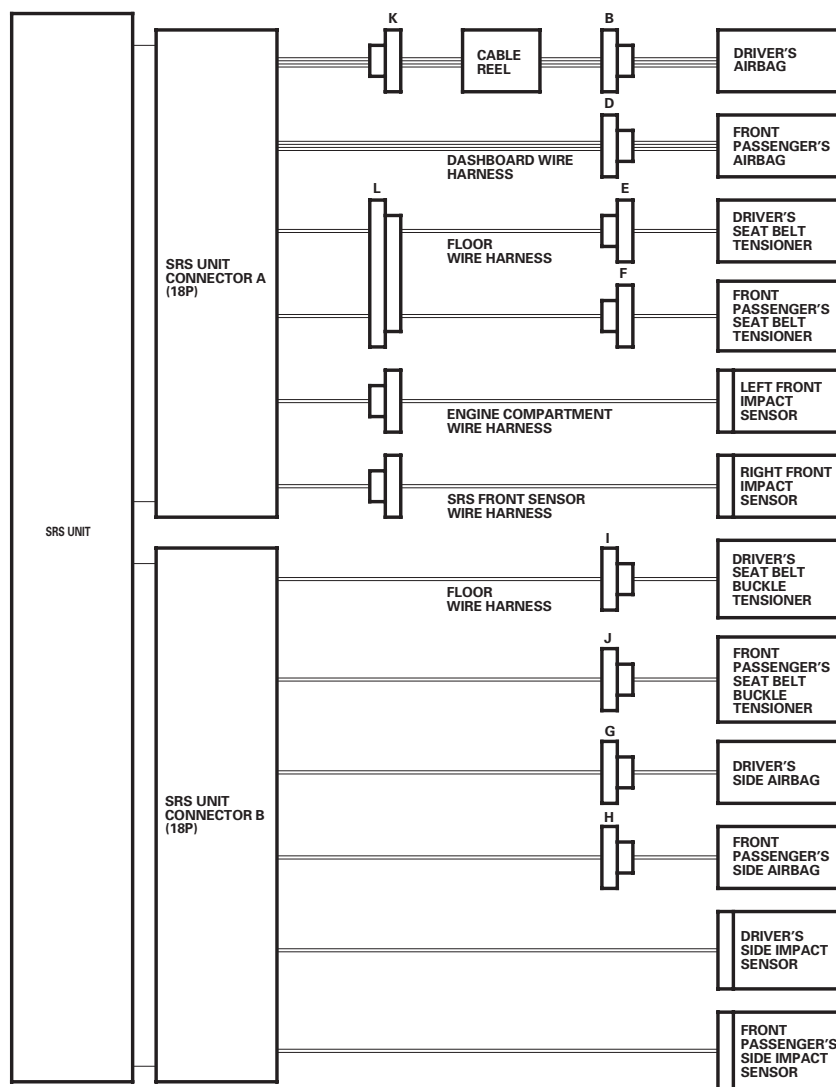 SRS UNIT
SRS UNIT
CONNECTOR A
(18P)
K
CABLE
REEL
B
DRIVER'S
AIRBAG
D
DASHBOARD WIRE
HARNESS
FRONT
PASSENGER'S
AIRBAG
L
FLOOR
WIRE HARNESS
E
DRIVER'S
SEAT BELT
TENSIONER
F
FRONT
PASSENGER'S
SEAT BELT
TENSIONER
ENGINE COMPARTMENT
WIRE HARNESS
LEFT FRONT
IMPACT
SENSOR
SRS FRONT SENSOR
WIRE HARNESS
RIGHT FRONT
IMPACT
SENSOR
SRS UNIT
CONNECTOR B
(18P)
FLOOR
WIRE HARNESS
I
DRIVER'S
SEAT BELT
BUCKLE
TENSIONER
J
FRONT
PASSENGER'S
SEAT BELT
BUCKLE
TENSIONER
G
DRIVER'S
SIDE AIRBAG
H
FRONT
PASSENGER'S
SIDE AIRBAG
DRIVER'S
SIDE IMPACT
SENSOR
FRONT
PASSENGER'S
SIDE IMPACT
SENSOR